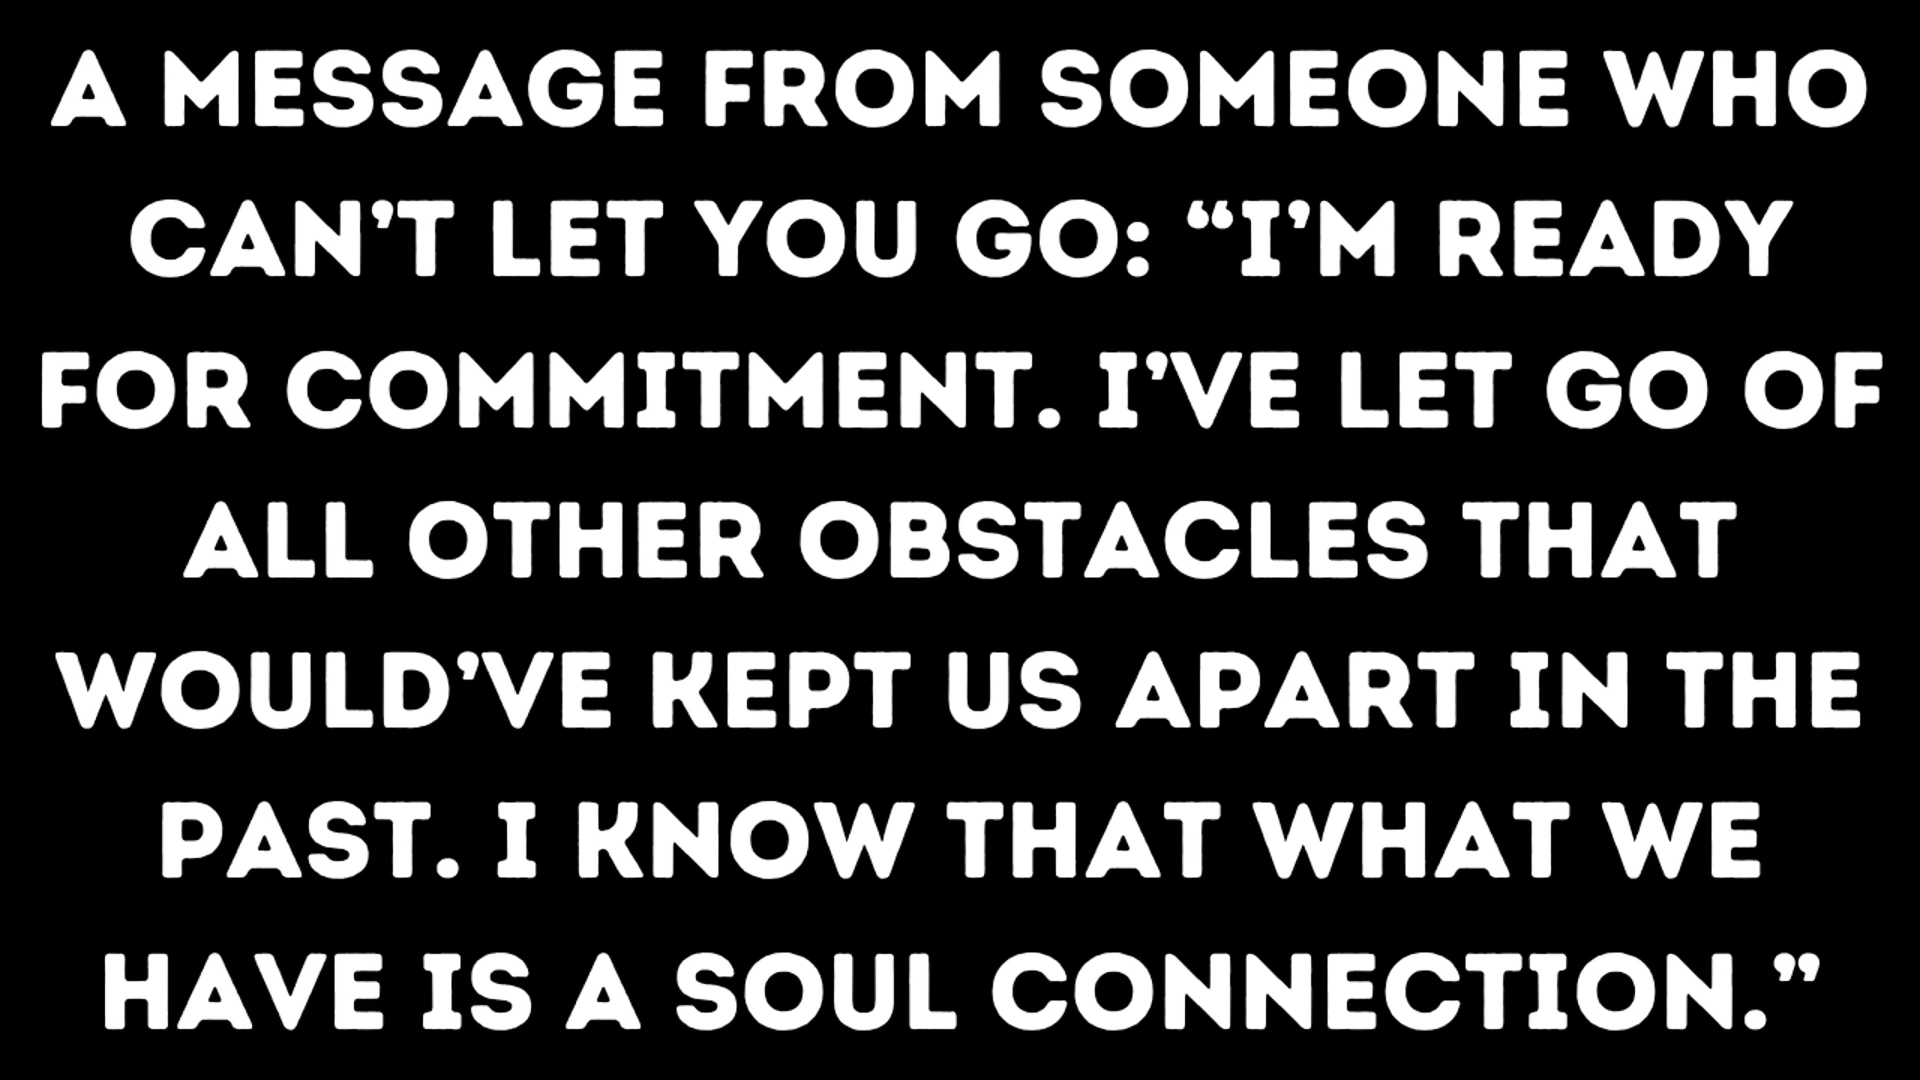 A MESSAGE FROM SOMEONE WHO
CAN’T LET YOU GO: “I’M READY
FOR COMMITMENT. I’VE LET GO OF
ALL OTHER OBSTACLES THAT
WOULD’VE KEPT US APART IN THE
PAST. I KNOW THAT WHAT WE
HAVE IS A SOUL CONNECTION.”